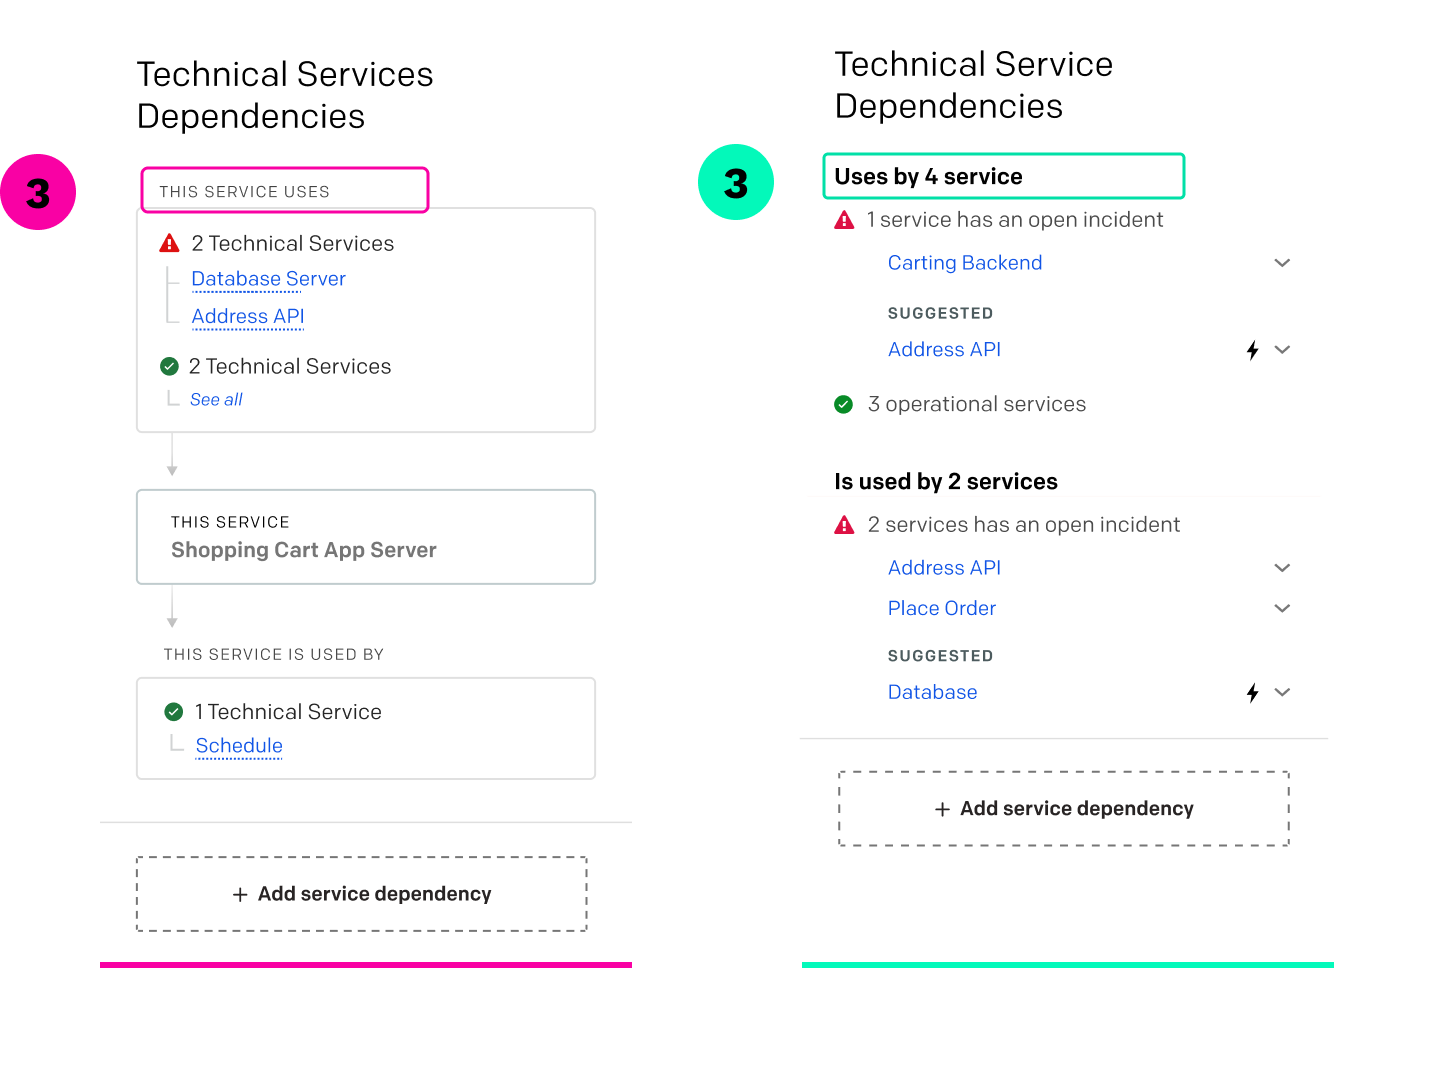 Technical Services
Dependencies
3
THIS SERVICE USES
2 Technical Services
Database Server
Address API
2 Technical Services
See all
THIS SERVICE
Shopping Cart App Server
THIS SERVICE IS USED BY
1 Technical Service
Schedule
+ Add service dependency
Technical Service
Dependencies
3
Uses by 4 service
1 service has an open incident
Carting Backend
SUGGESTED
Address API
3 operational services
Is used by 2 services
2 services has an open incident
Address API
Place Order
SUGGESTED
Database
+ Add service dependency